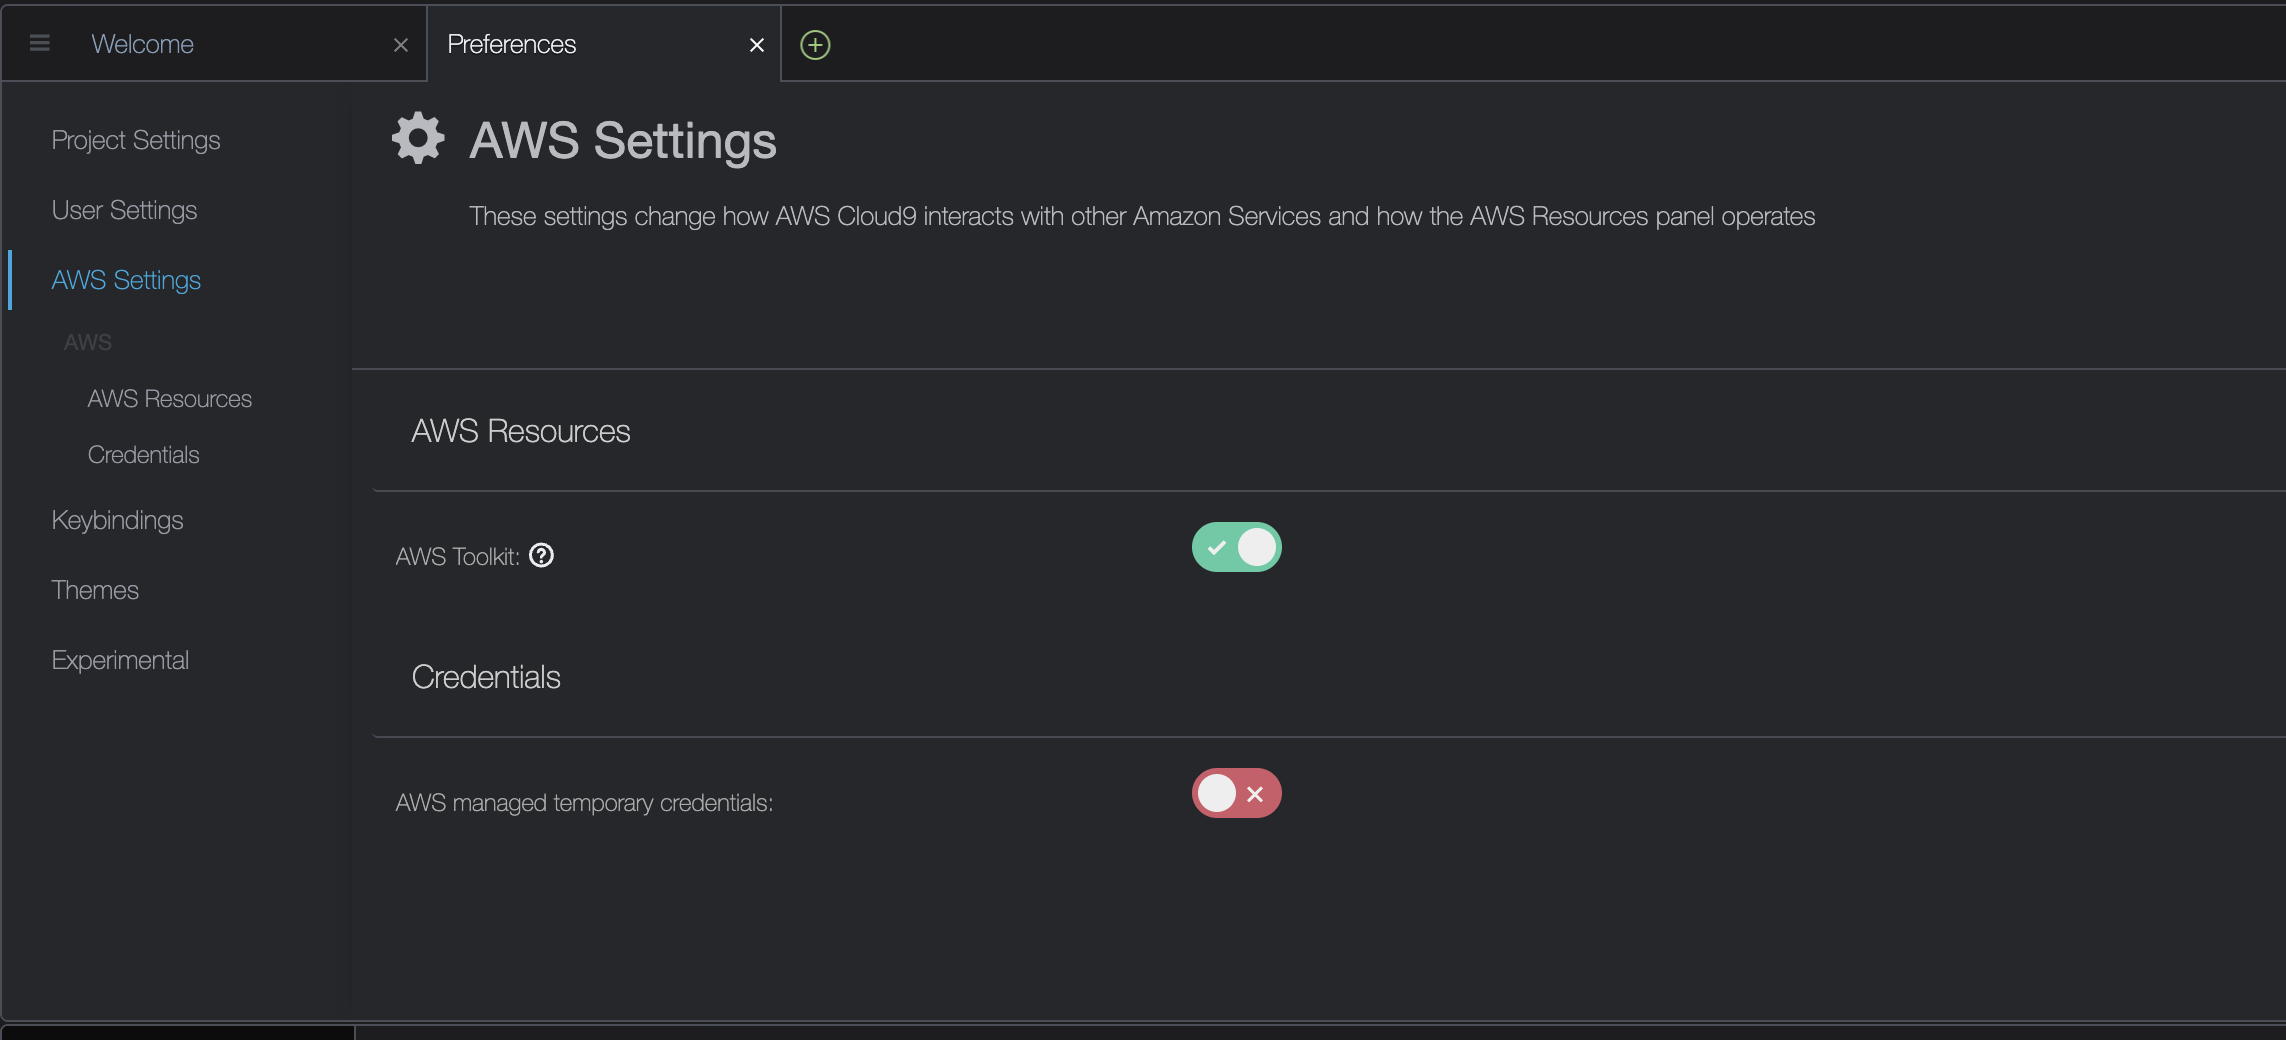 Welcome
Preferences
Project Settings
User Settings
AWS Settings
AWS
AWS Resources
Credentials
Keybindings
Themes
Experimental
AWS Settings
These settings change how AWS Cloud9 interacts with other Amazon Services and how the AWS Resources panel operates
AWS Resources
AWS Toolkit:
Credentials
AWS managed temporary credentials: